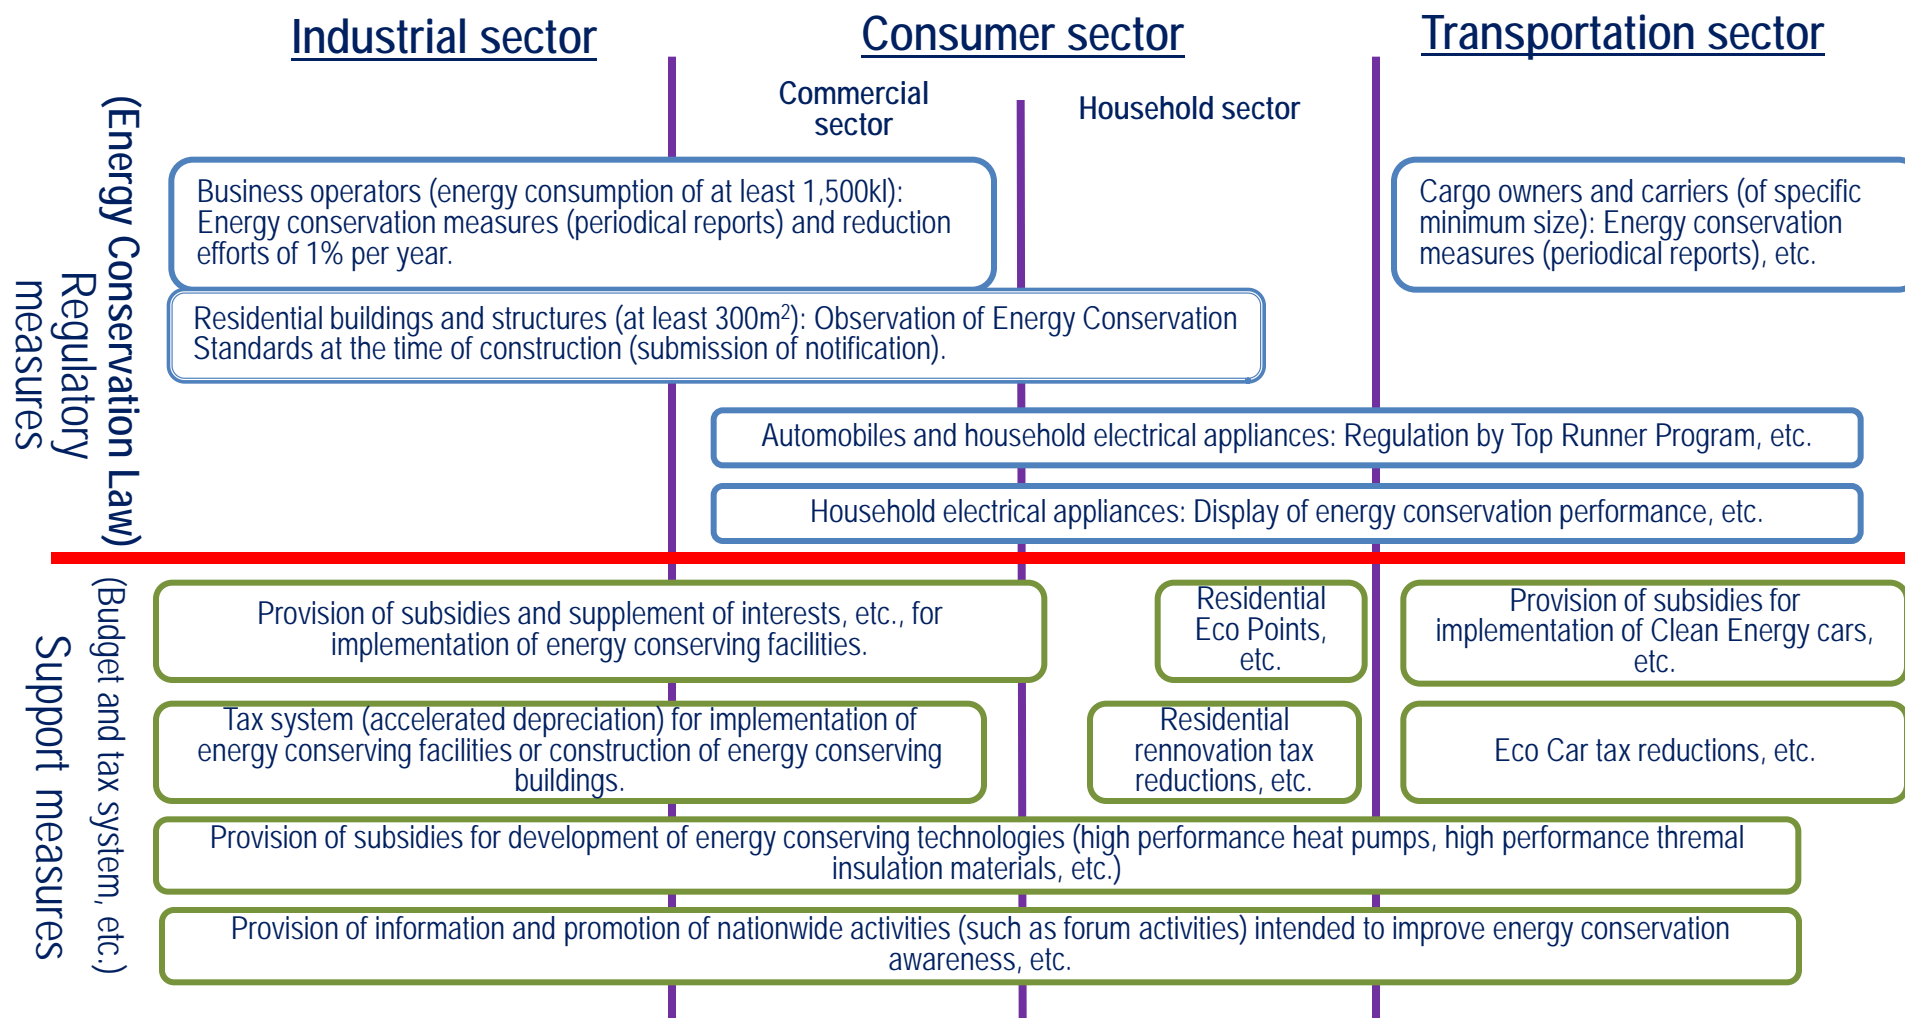 Industrial sector
Consumer sector
Transportation sector
Commercial
sector
Household sector
(Energy Conservation Law)
Regulatory
measures
Business operators (energy consumption of at least 1,500kl):
Energy conservation measures (periodical reports) and reduction
efforts of 1% per year.
Cargo owners and carriers (of specific
minimum size): Energy conservation
measures (periodical reports), etc.
Residential buildings and structures (at least 300m²): Observation of Energy Conservation
Standards at the time of construction (submission of notification).
Automobiles and household electrical appliances: Regulation by Top Runner Program, etc.
Household electrical appliances: Display of energy conservation performance, etc.
(Budget and tax system, etc.)
Support measures
Provision of subsidies and supplement of interests, etc., for
implementation of energy conserving facilities.
Residential
Eco Points,
etc.
Provision of subsidies for
implementation of Clean Energy cars,
etc.
Tax system (accelerated depreciation) for implementation of
energy conserving facilities or construction of energy conserving
buildings.
Residential
rennovation tax
reductions, etc.
Eco Car tax reductions, etc.
Provision of subsidies for development of energy conserving technologies (high performance heat pumps, high performance thremal
insulation materials, etc.)
Provision of information and promotion of nationwide activities (such as forum activities) intended to improve energy conservation
awareness, etc.